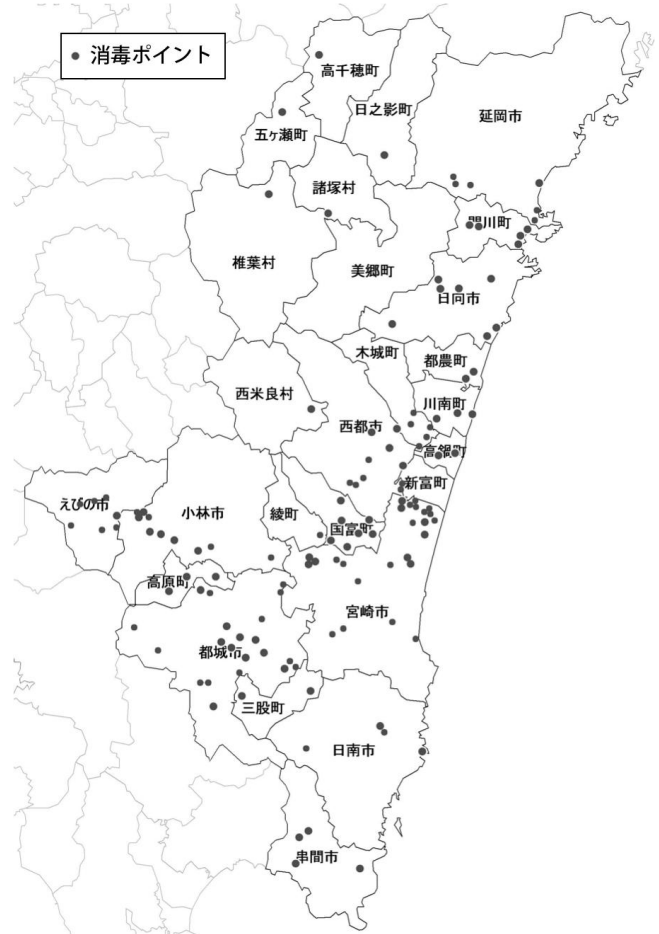 消毒ポイント
高千穂町
日之影町
延岡市
五ヶ瀬町
諸塚村
門川町
椎葉村
美郷町
日向市
木城町
都農町
西米良村
川南町
西都市
高鍋町
新富町
えびの市
小林市
綾町
国富町
高原町
宮崎市
都城市
三股町
日南市
串間市